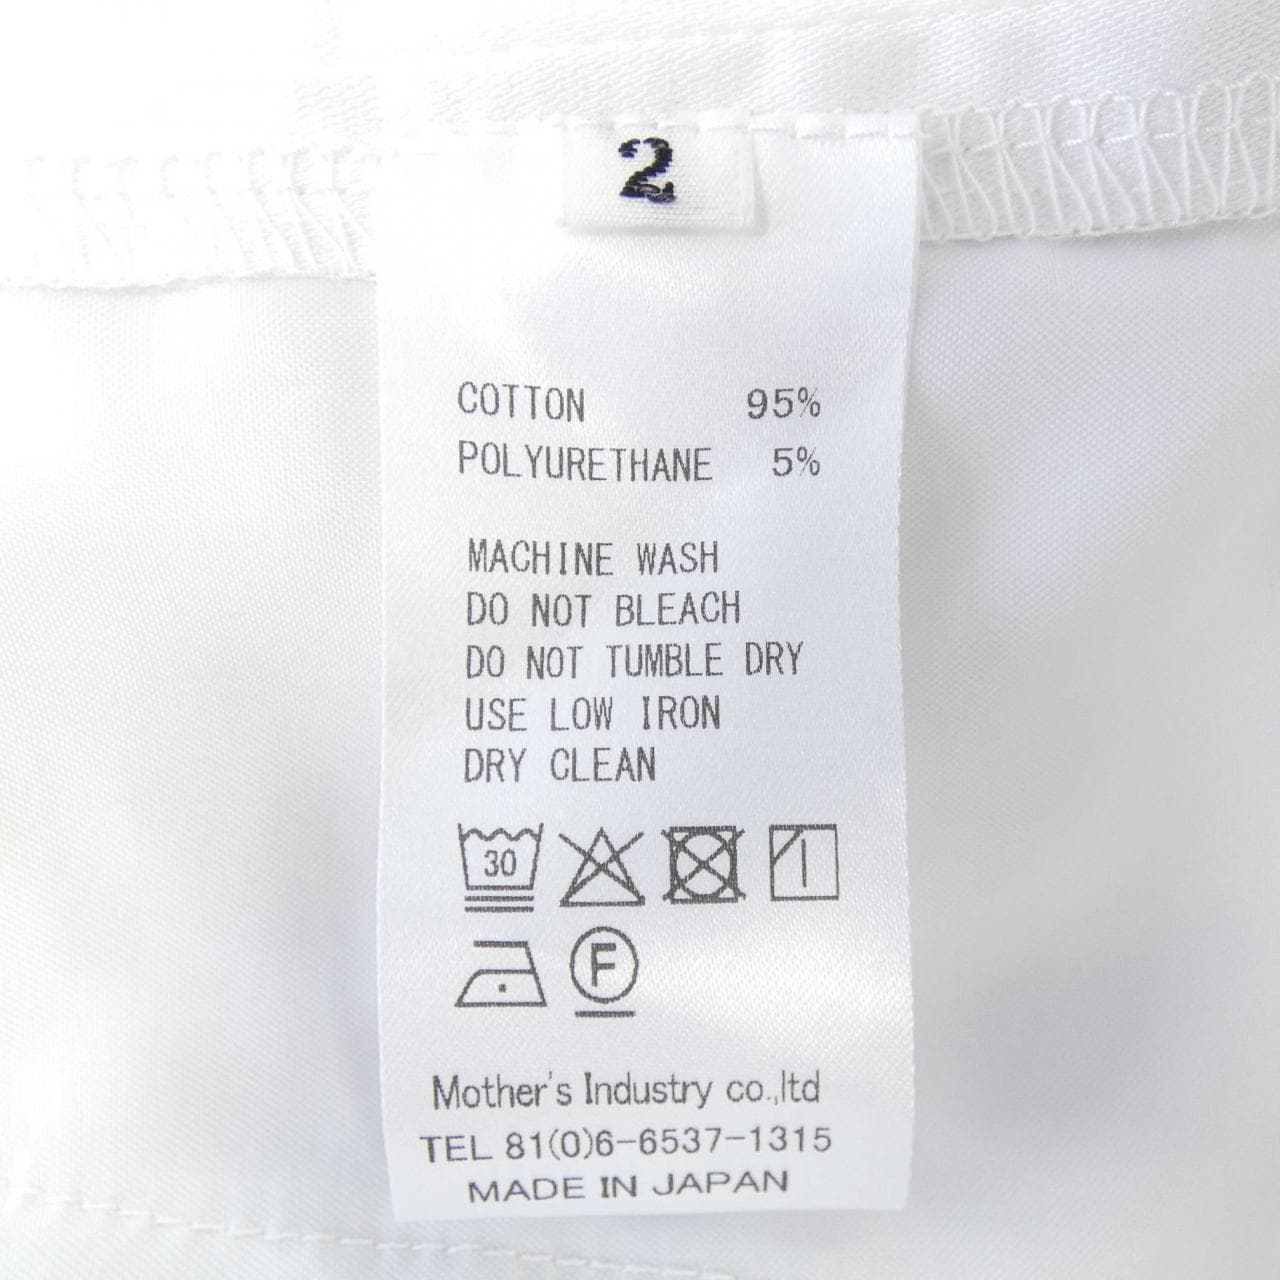 2
COTTON 95%
POLYURETHANE 5%
MACHINE WASH
DO NOT BLEACH
DO NOT TUMBLE DRY
USE LOW IRON
DRY CLEAN
30
F
Mother's Industry co.,ltd
TEL 81(0)6-6537-1315
MADE IN JAPAN